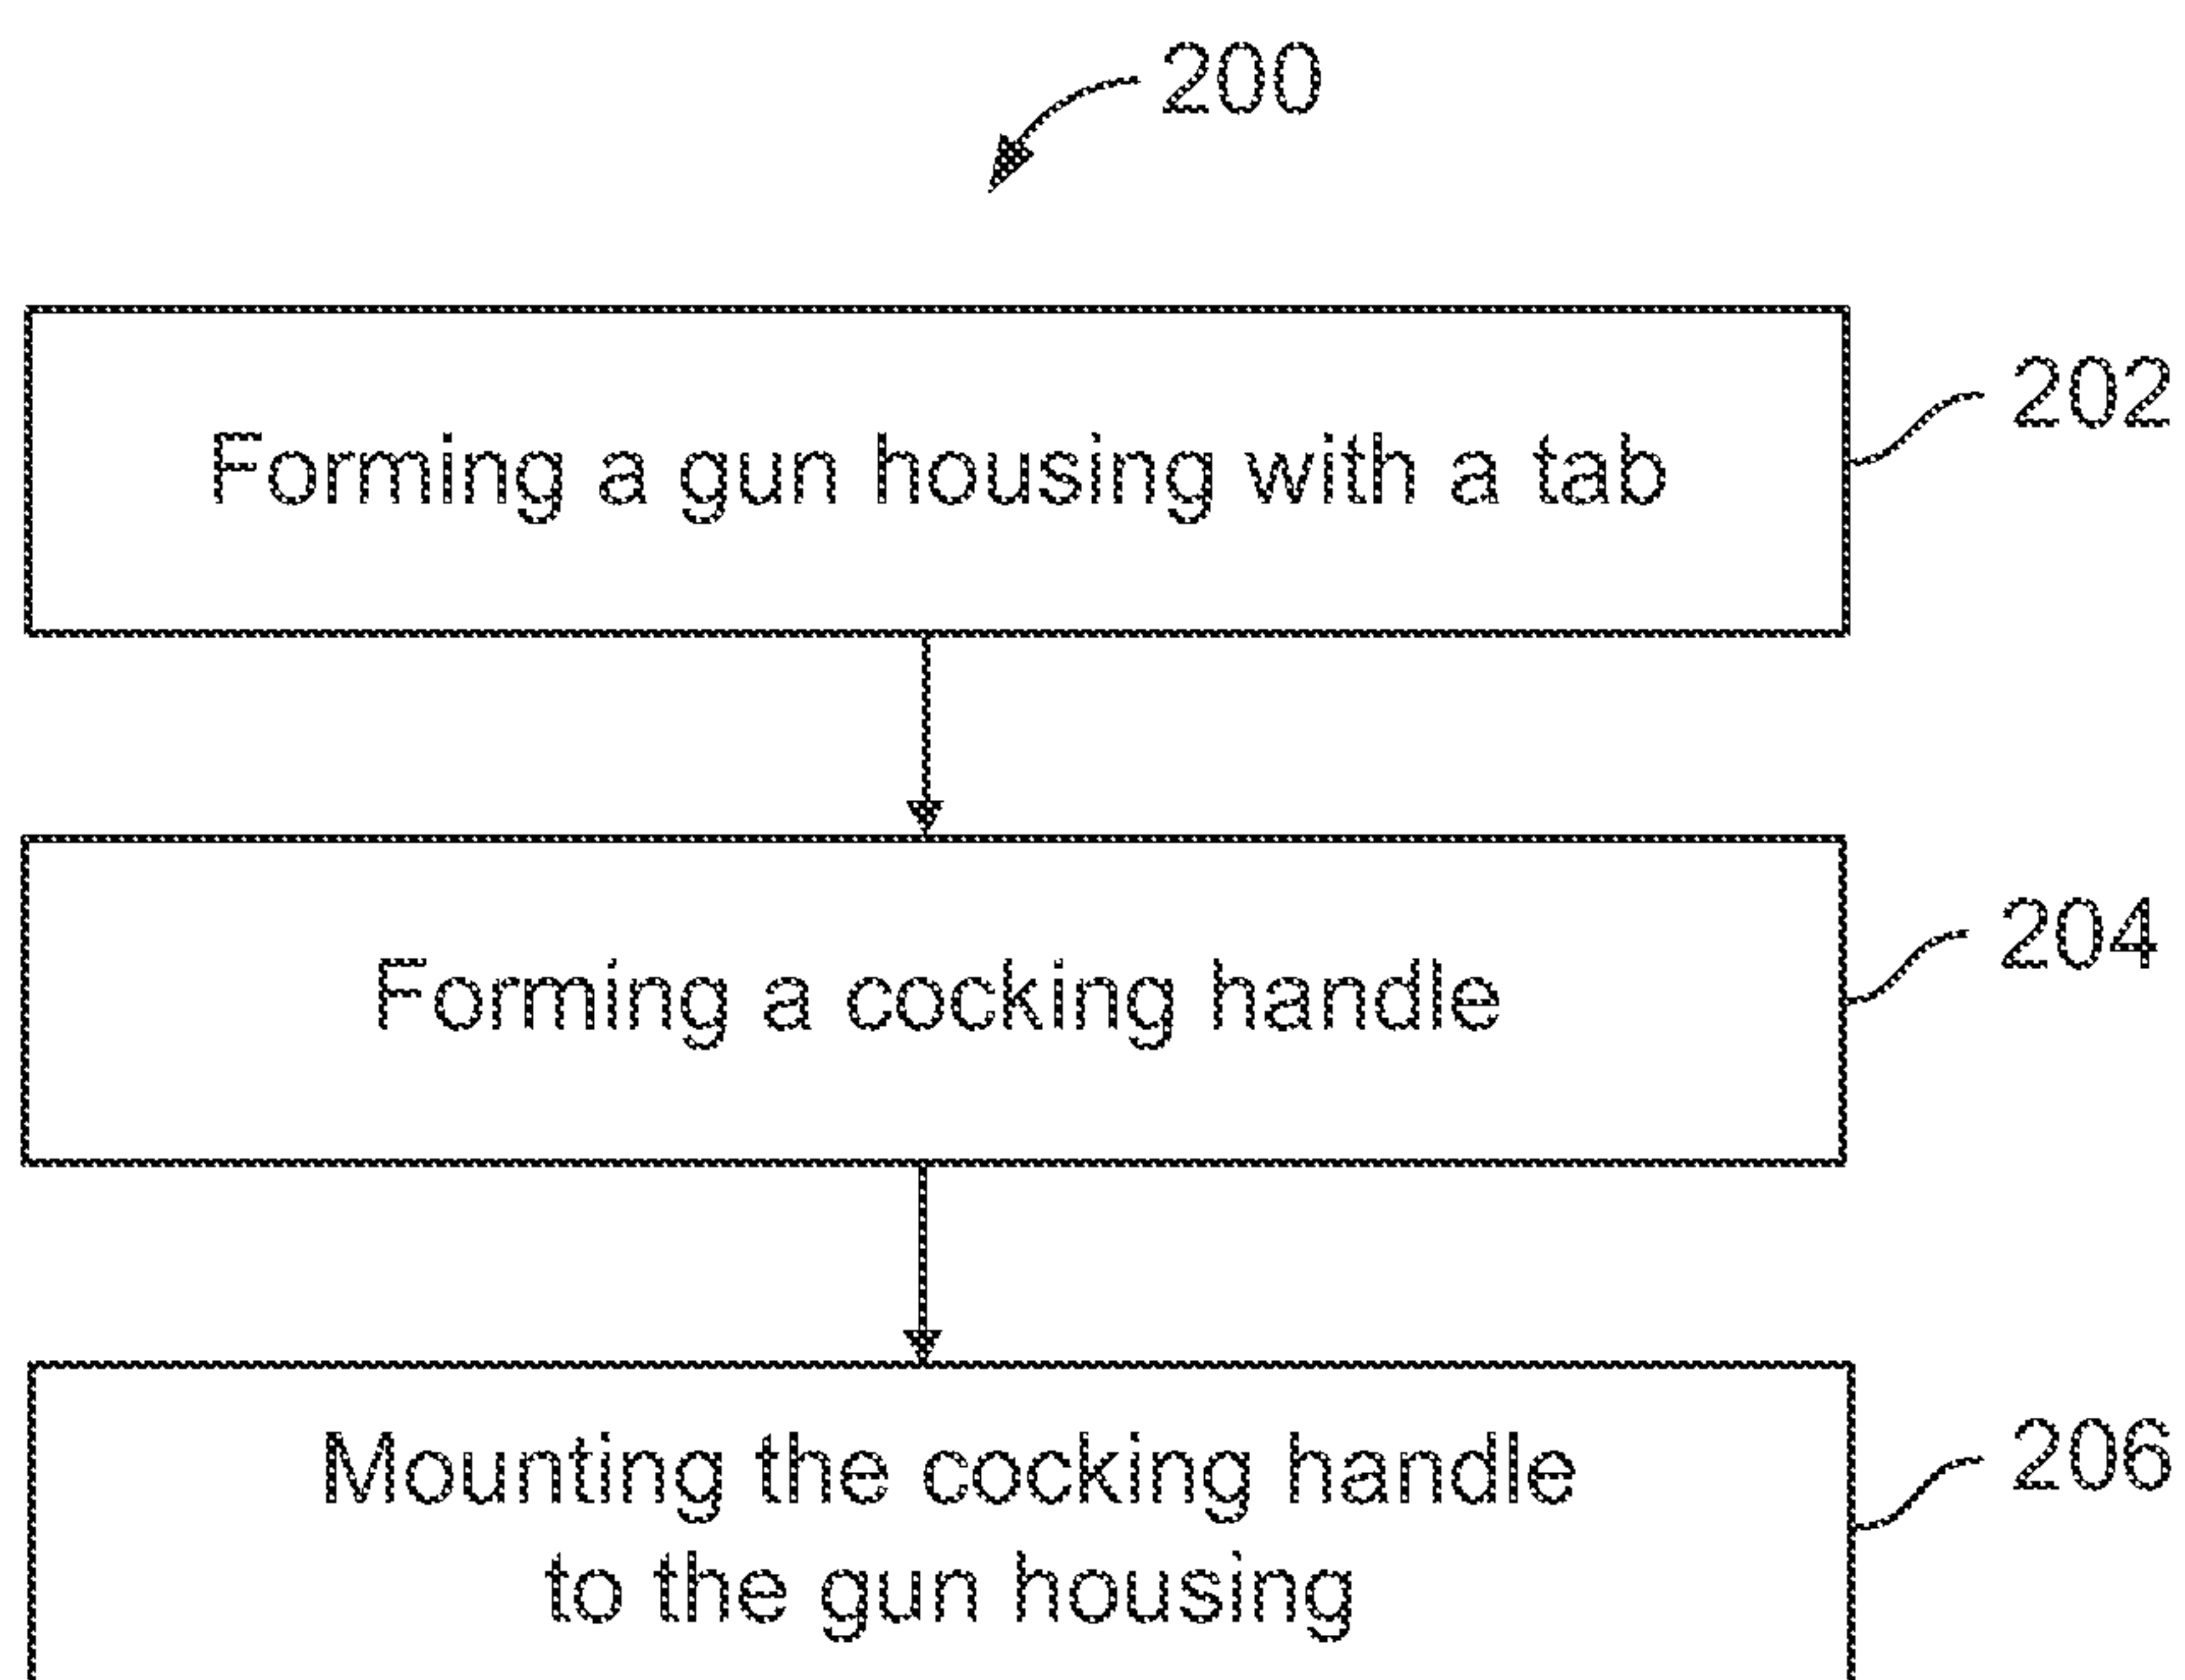 200
Forming a gun housing with a tab
202
Forming a cocking handle
204
Mounting the cocking handle
to the gun housing
206